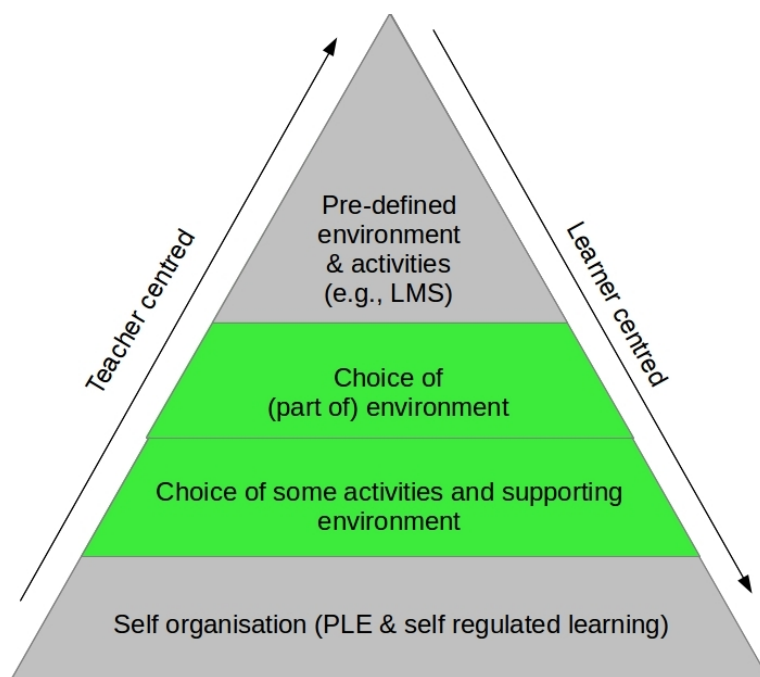 Teacher centred
Learner centred
Pre-defined
environment
& activities
(e.g., LMS)
Choice of
(part of) environment
Choice of some activities and supporting
environment
Self organisation (PLE & self regulated learning)